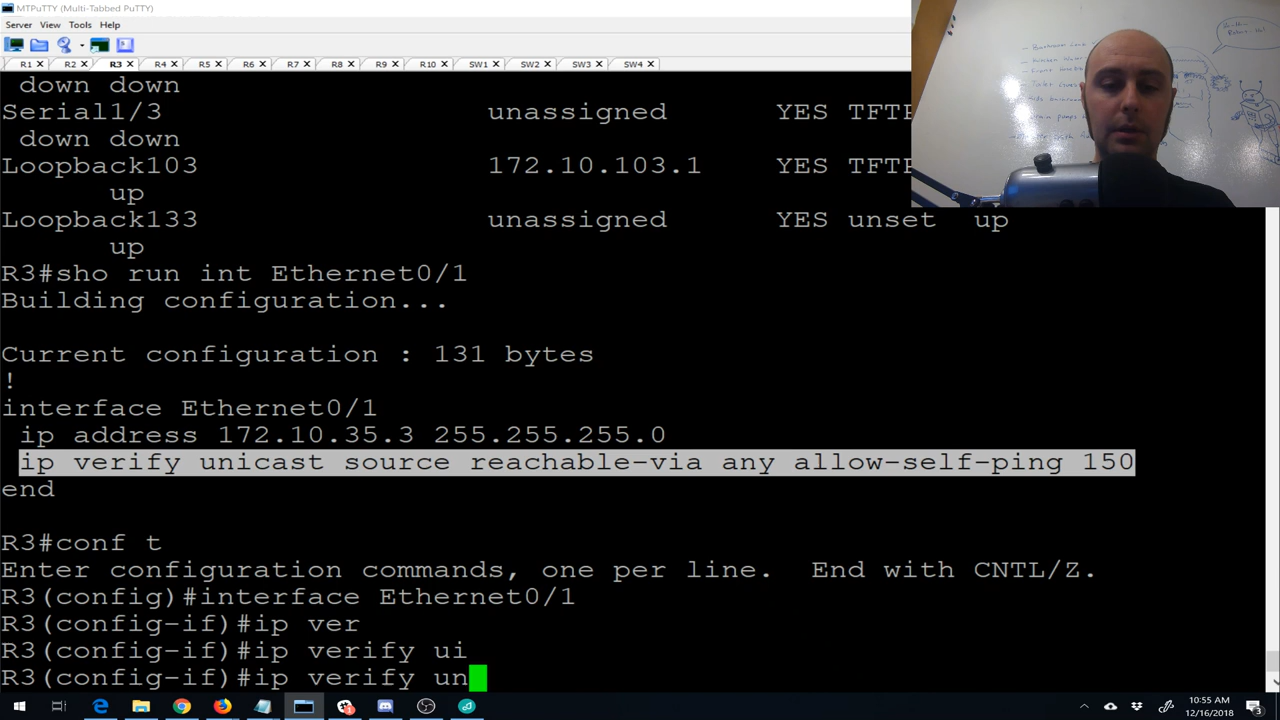 MTPuTTY (Multi-Tabbed PuTTY)
Server View Tools Help
R1 R2 R3 R4 R5 R6 R7 R8 R9 R10 SW1 SW2 SW3 SW4
down down
Serial1/3 unassigned YES TFTP
down down
Loopback103 172.10.103.1 YES TFTP
up
Loopback133 unassigned YES unset up
up
R3#sho run int Ethernet0/1
Building configuration...
Current configuration : 131 bytes
!
interface Ethernet0/1
ip address 172.10.35.3 255.255.255.0
ip verify unicast source reachable-via any allow-self-ping 150
end
R3#conf t
Enter configuration commands, one per line. End with CNTL/Z.
R3(config)#interface Ethernet0/1
R3(config-if)#ip ver
R3(config-if)#ip verify ui
R3(config-if)#ip verify un
10:55 AM
12/16/2018
3